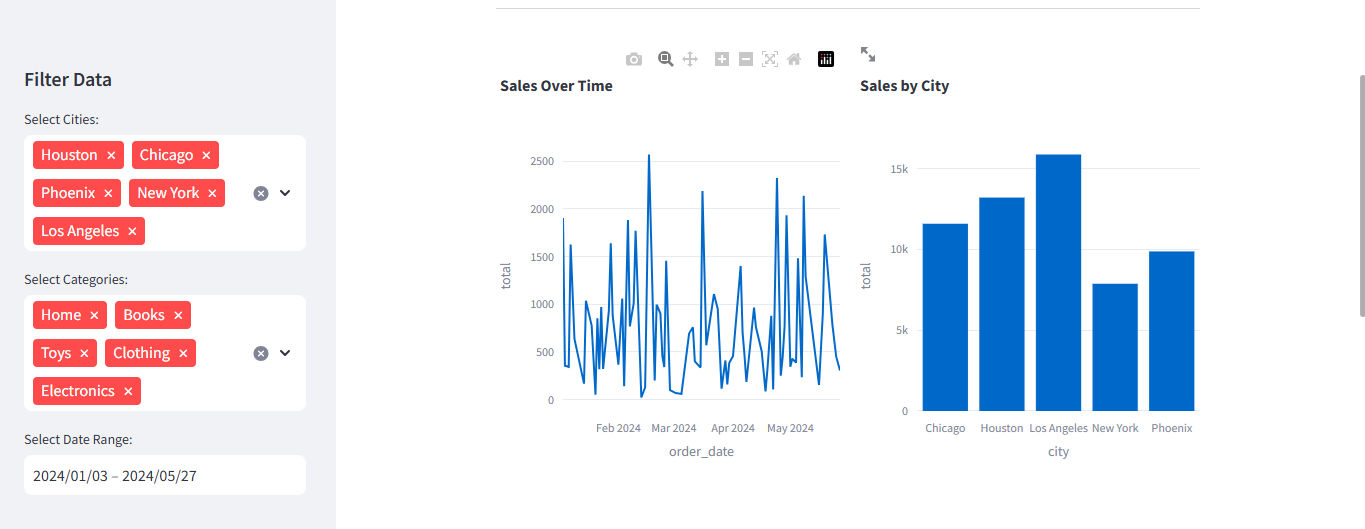 Filter Data
Select Cities:
Houston × Chicago ×
Phoenix × New York ×
Los Angeles ×
Select Categories:
Home × Books ×
Toys × Clothing ×
Electronics ×
Select Date Range:
2024/01/03 – 2024/05/27
Sales Over Time
total
2500
2000
1500
1000
500
0
Feb 2024 Mar 2024 Apr 2024 May 2024
order_date
Sales by City
total
15k
10k
5k
0
Chicago Houston Los Angeles New York Phoenix
city